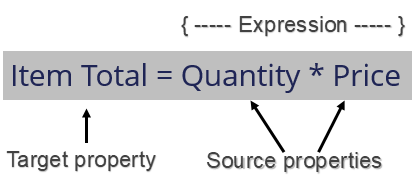 { ----- Expression ----- }
Item Total = Quantity * Price
Target property
Source properties